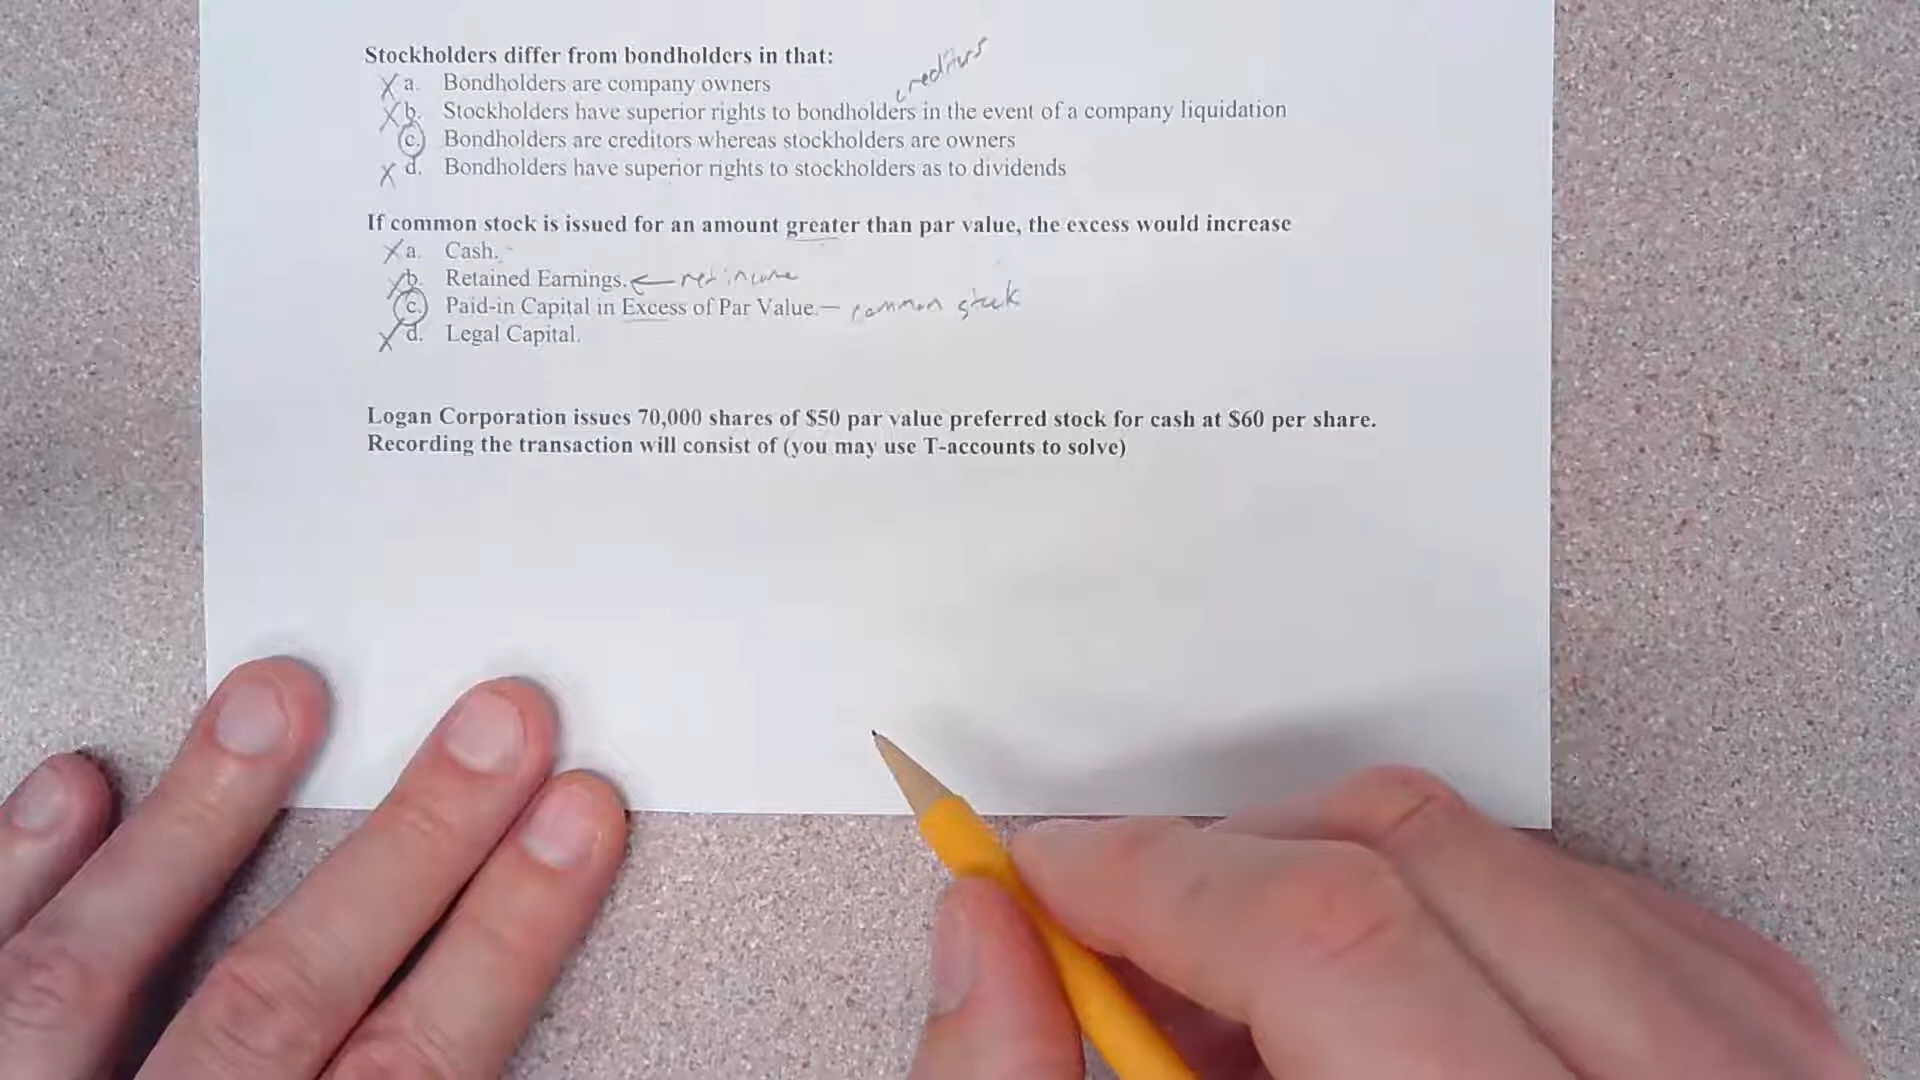 Stockholders differ from bondholders in that:
creditors
X a. Bondholders are company owners
X b. Stockholders have superior rights to bondholders in the event of a company liquidation
c. Bondholders are creditors whereas stockholders are owners
X d. Bondholders have superior rights to stockholders as to dividends
If common stock is issued for an amount greater than par value, the excess would increase
X a. Cash.
X b. Retained Earnings. ← net income
c. Paid-in Capital in Excess of Par Value. — common stock
X d. Legal Capital.
Logan Corporation issues 70,000 shares of $50 par value preferred stock for cash at $60 per share.
Recording the transaction will consist of (you may use T-accounts to solve)